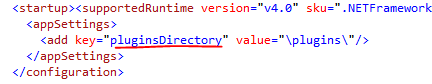 <startup><supportedRuntime version="v4.0" sku=".NETFramework
<appSettings>
<add key="pluginsDirectory" value="\plugins\"/>
</appSettings>
</configuration>